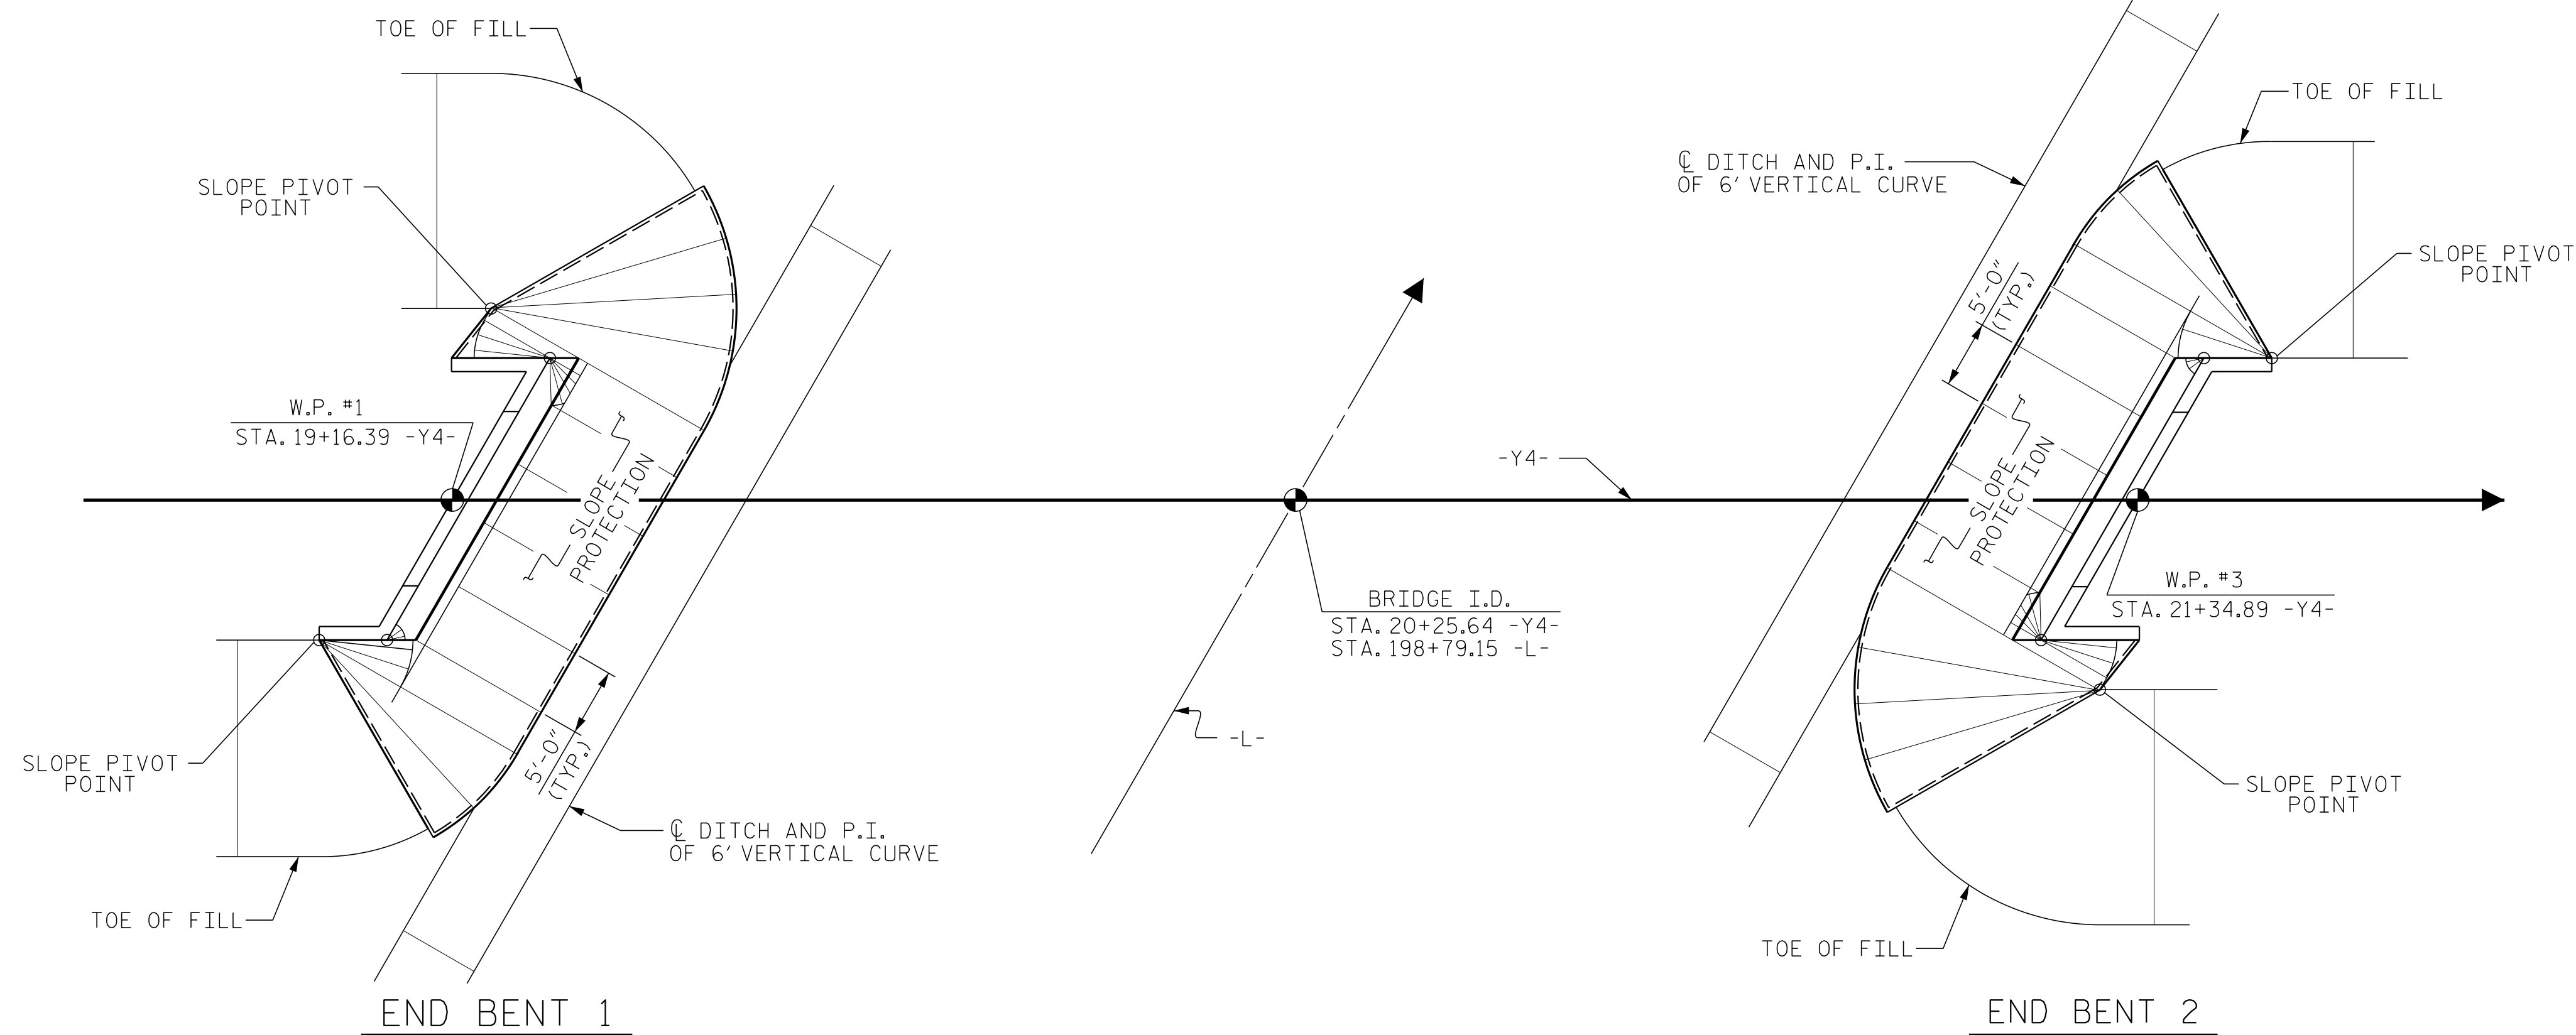 TOE OF FILL
SLOPE PIVOT
POINT
W.P. #1
STA. 19+16.39 -Y4-
SLOPE
PROTECTION
SLOPE PIVOT
POINT
5'-0"
(TYP.)
℄ DITCH AND P.I.
OF 6' VERTICAL CURVE
TOE OF FILL
END BENT 1
-Y4-
BRIDGE I.D.
STA. 20+25.64 -Y4-
STA. 198+79.15 -L-
-L-
TOE OF FILL
℄ DITCH AND P.I.
OF 6' VERTICAL CURVE
SLOPE PIVOT
POINT
5'-0"
(TYP.)
SLOPE
PROTECTION
W.P. #3
STA. 21+34.89 -Y4-
SLOPE PIVOT
POINT
TOE OF FILL
END BENT 2